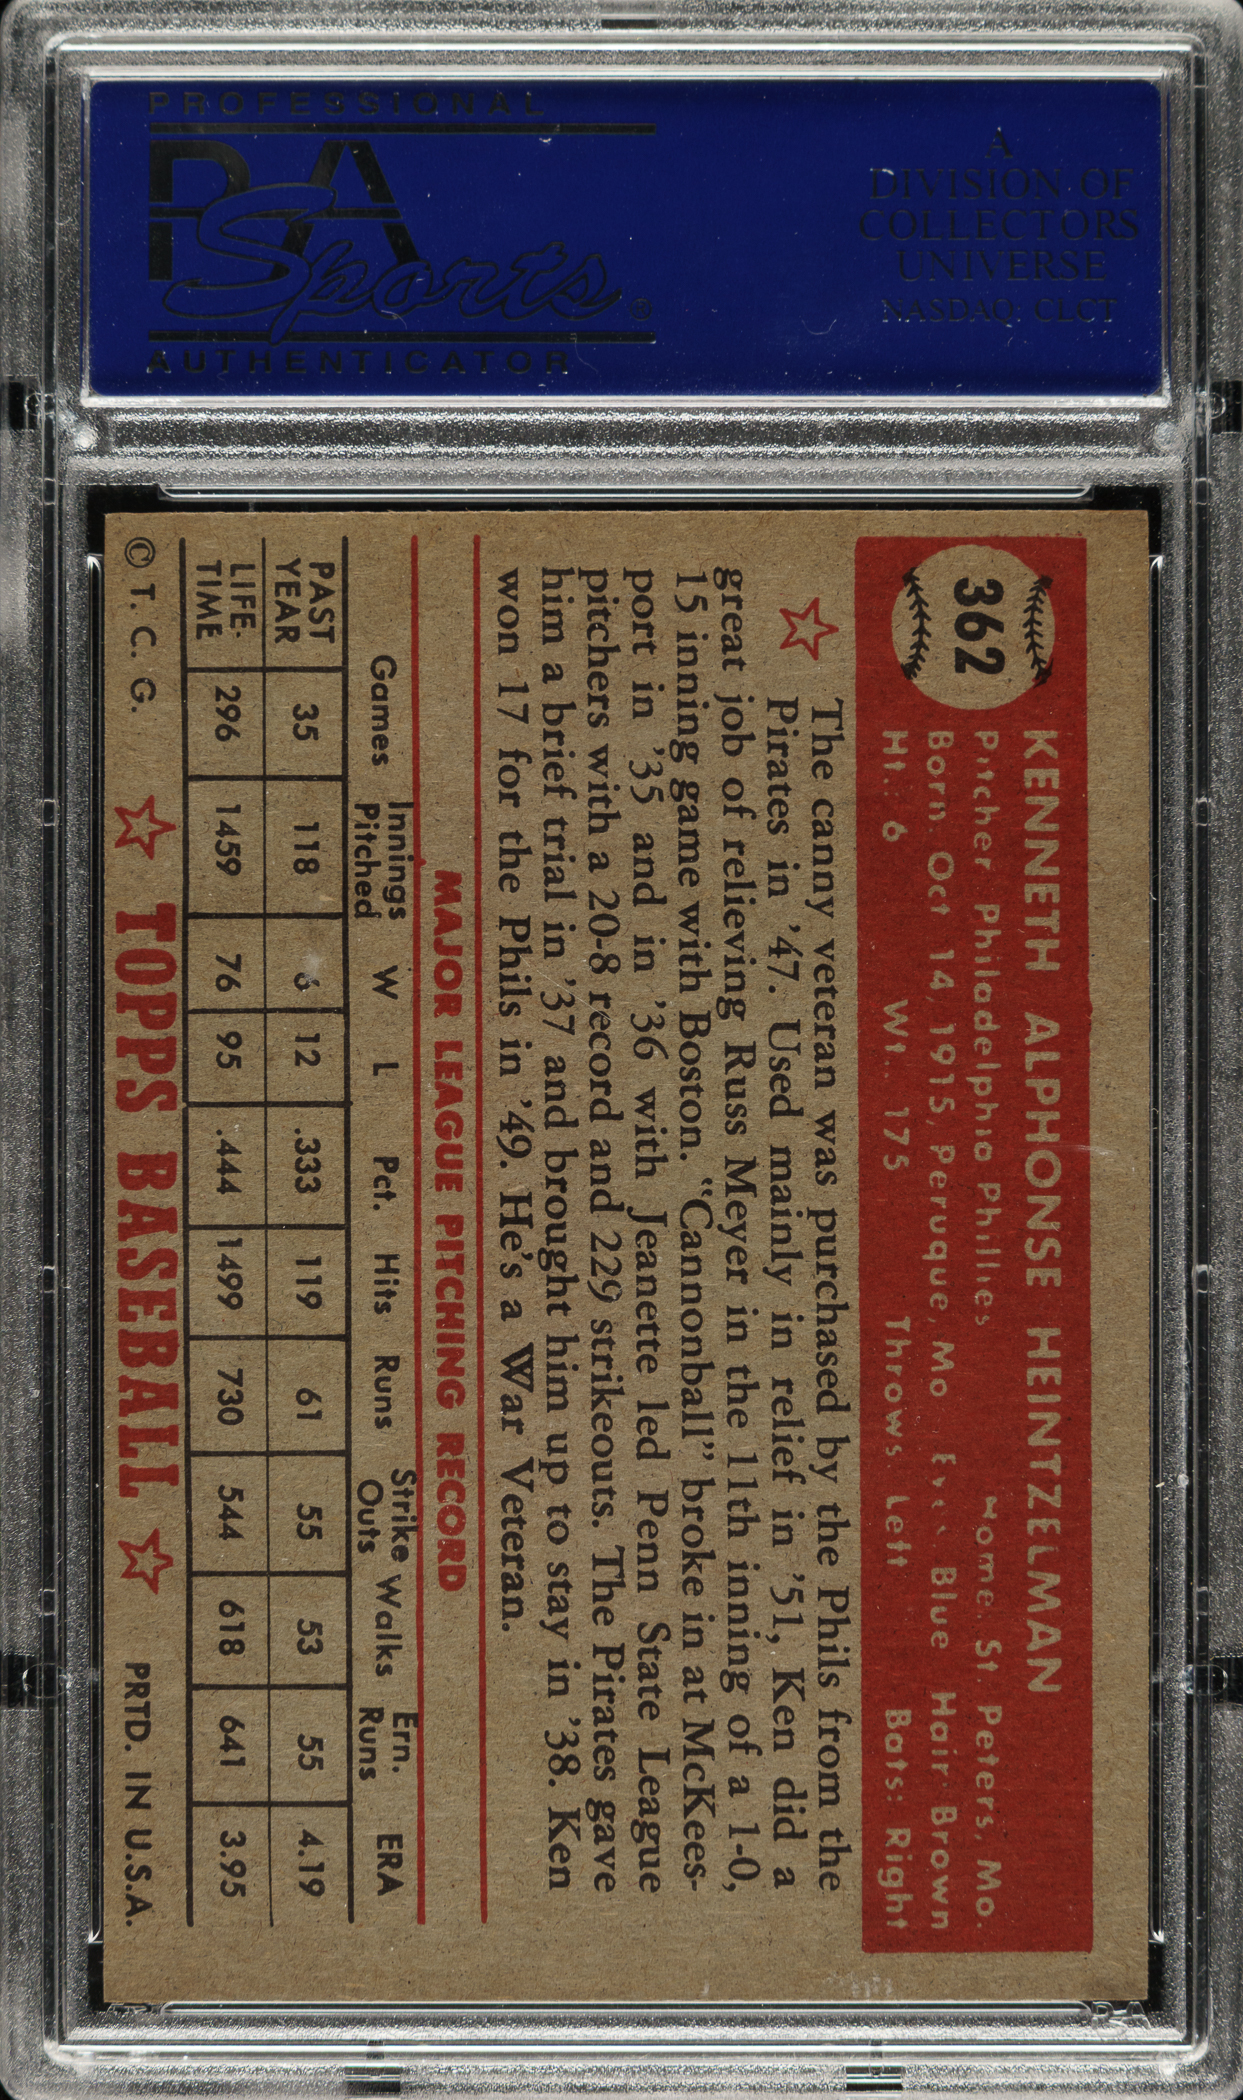 PROFESSIONAL
PSA
Sports®
AUTHENTICATOR
A
DIVISION OF
COLLECTORS
UNIVERSE
NASDAQ: CLCT
362
KENNETH ALPHONSE HEINTZELMAN
Pitcher Philadelphia Phillies Home: St. Peters, Mo.
Born: Oct 14, 1915, Peruque, Mo Eyes Blue Hair: Brown
Ht.: 6 Wt.: 175 Throws: Left Bats: Right
The canny veteran was purchased by the Phils from the
Pirates in '47. Used mainly in relief in '51, Ken did a
great job of relieving Russ Meyer in the 11th inning of a 1-0,
15 inning game with Boston. "Cannonball" broke in at McKees-
port in '35 and in '36 with Jeanette led Penn State League
pitchers with a 20-8 record and 229 strikeouts. The Pirates gave
him a brief trial in '37 and brought him up to stay in '38. Ken
won 17 for the Phils in '49. He's a War Veteran.
MAJOR LEAGUE PITCHING RECORD
Games Innings Pitched W L Pct. Hits Runs Strike Outs Walks Ern. Runs ERA
PAST YEAR 35 118 6 12 .333 119 61 55 53 55 4.19
LIFE-TIME 296 1459 76 95 .444 1499 730 544 618 641 3.95
© T. C. G. TOPPS BASEBALL PRTD. IN U.S.A.